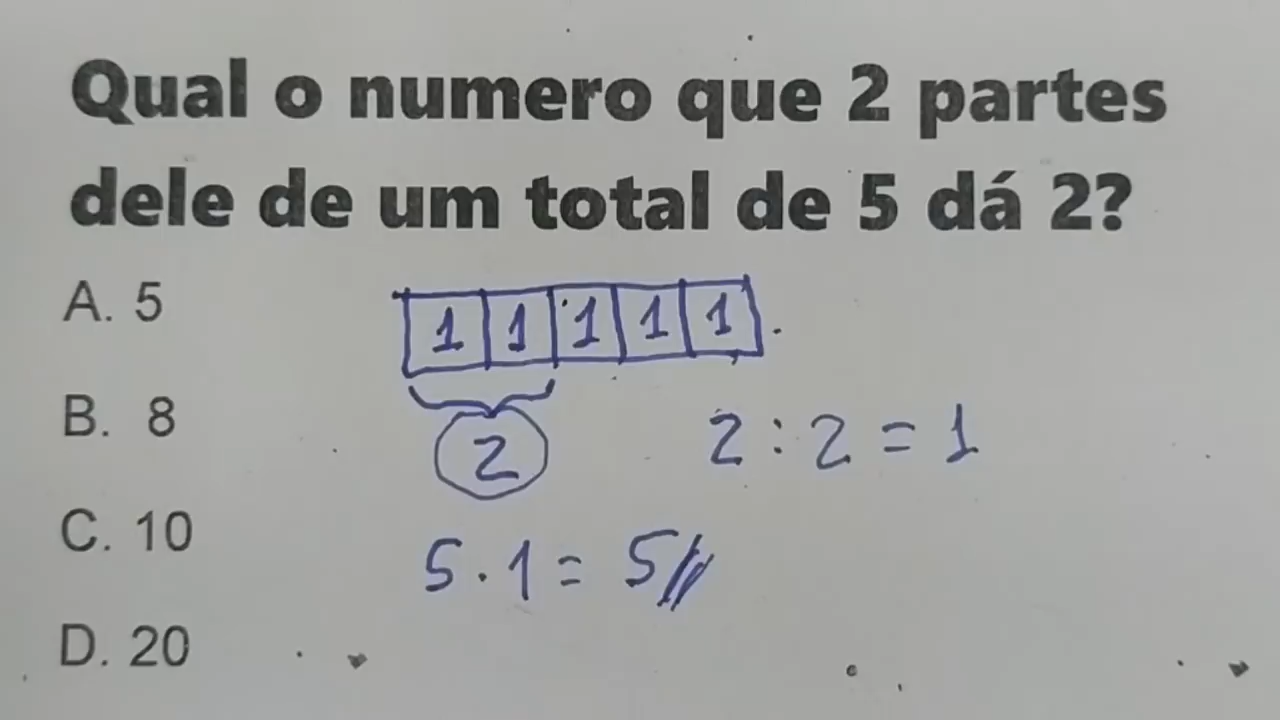 Qual o numero que 2 partes
dele de um total de 5 dá 2?
A. 5
1 1 1 1 1
B. 8
2
2 : 2 = 1
C. 10
5 . 1 = 5
D. 20